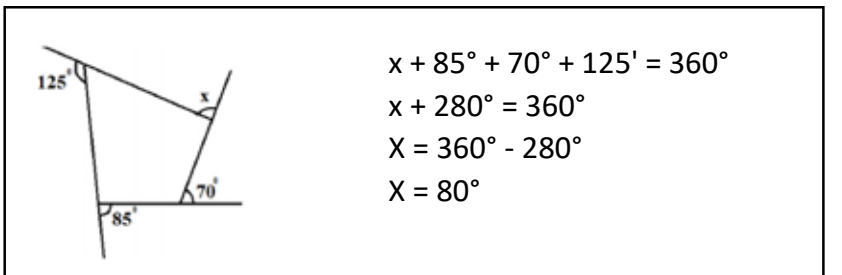 x + 85° + 70° + 125' = 360°
x + 280° = 360°
X = 360° - 280°
X = 80°
125°
x
70°
85°